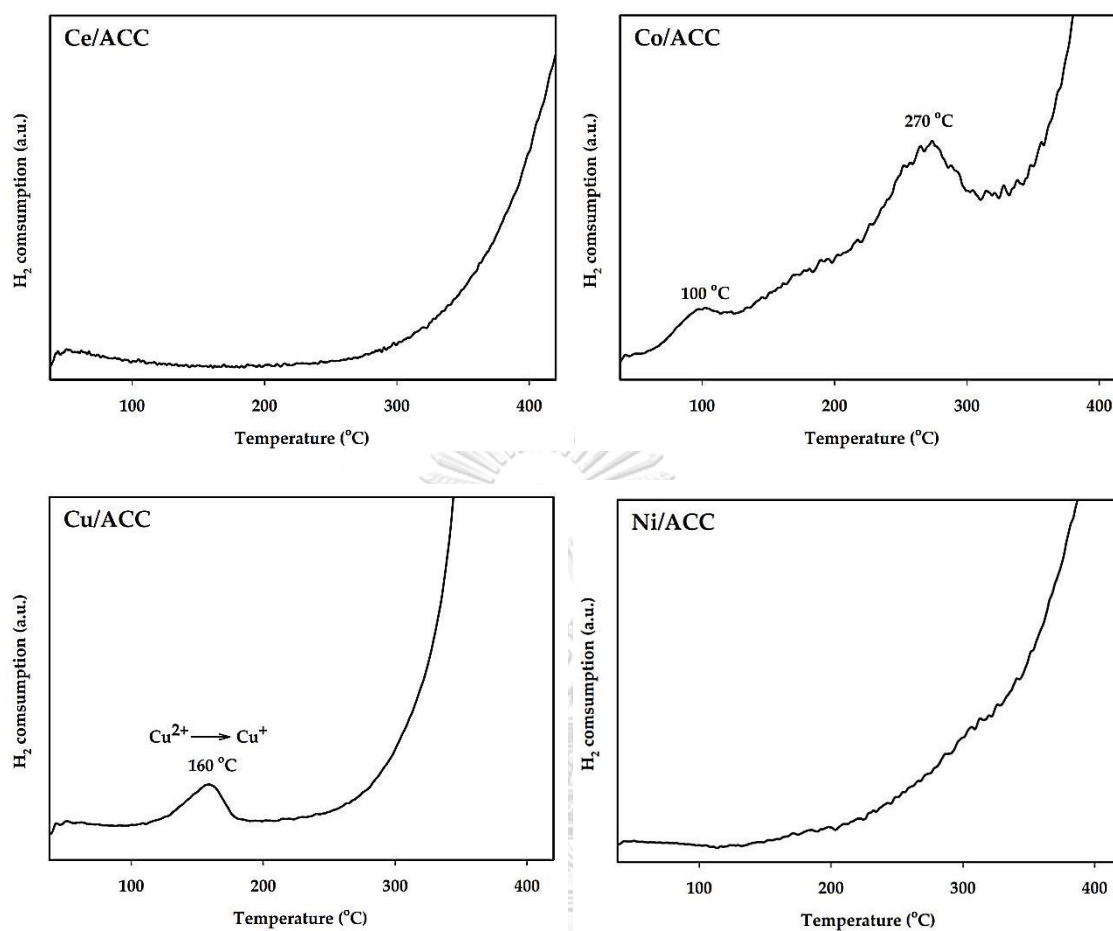 Ce/ACC
H2 comsumption (a.u.)
100 200 300 400
Temperature (°C)
Co/ACC
270 °C
100 °C
H2 comsumption (a.u.)
100 200 300 400
Temperature (°C)
Cu/ACC
Cu2+ → Cu+
160 °C
H2 comsumption (a.u.)
100 200 300 400
Temperature (°C)
Ni/ACC
H2 comsumption (a.u.)
100 200 300 400
Temperature (°C)